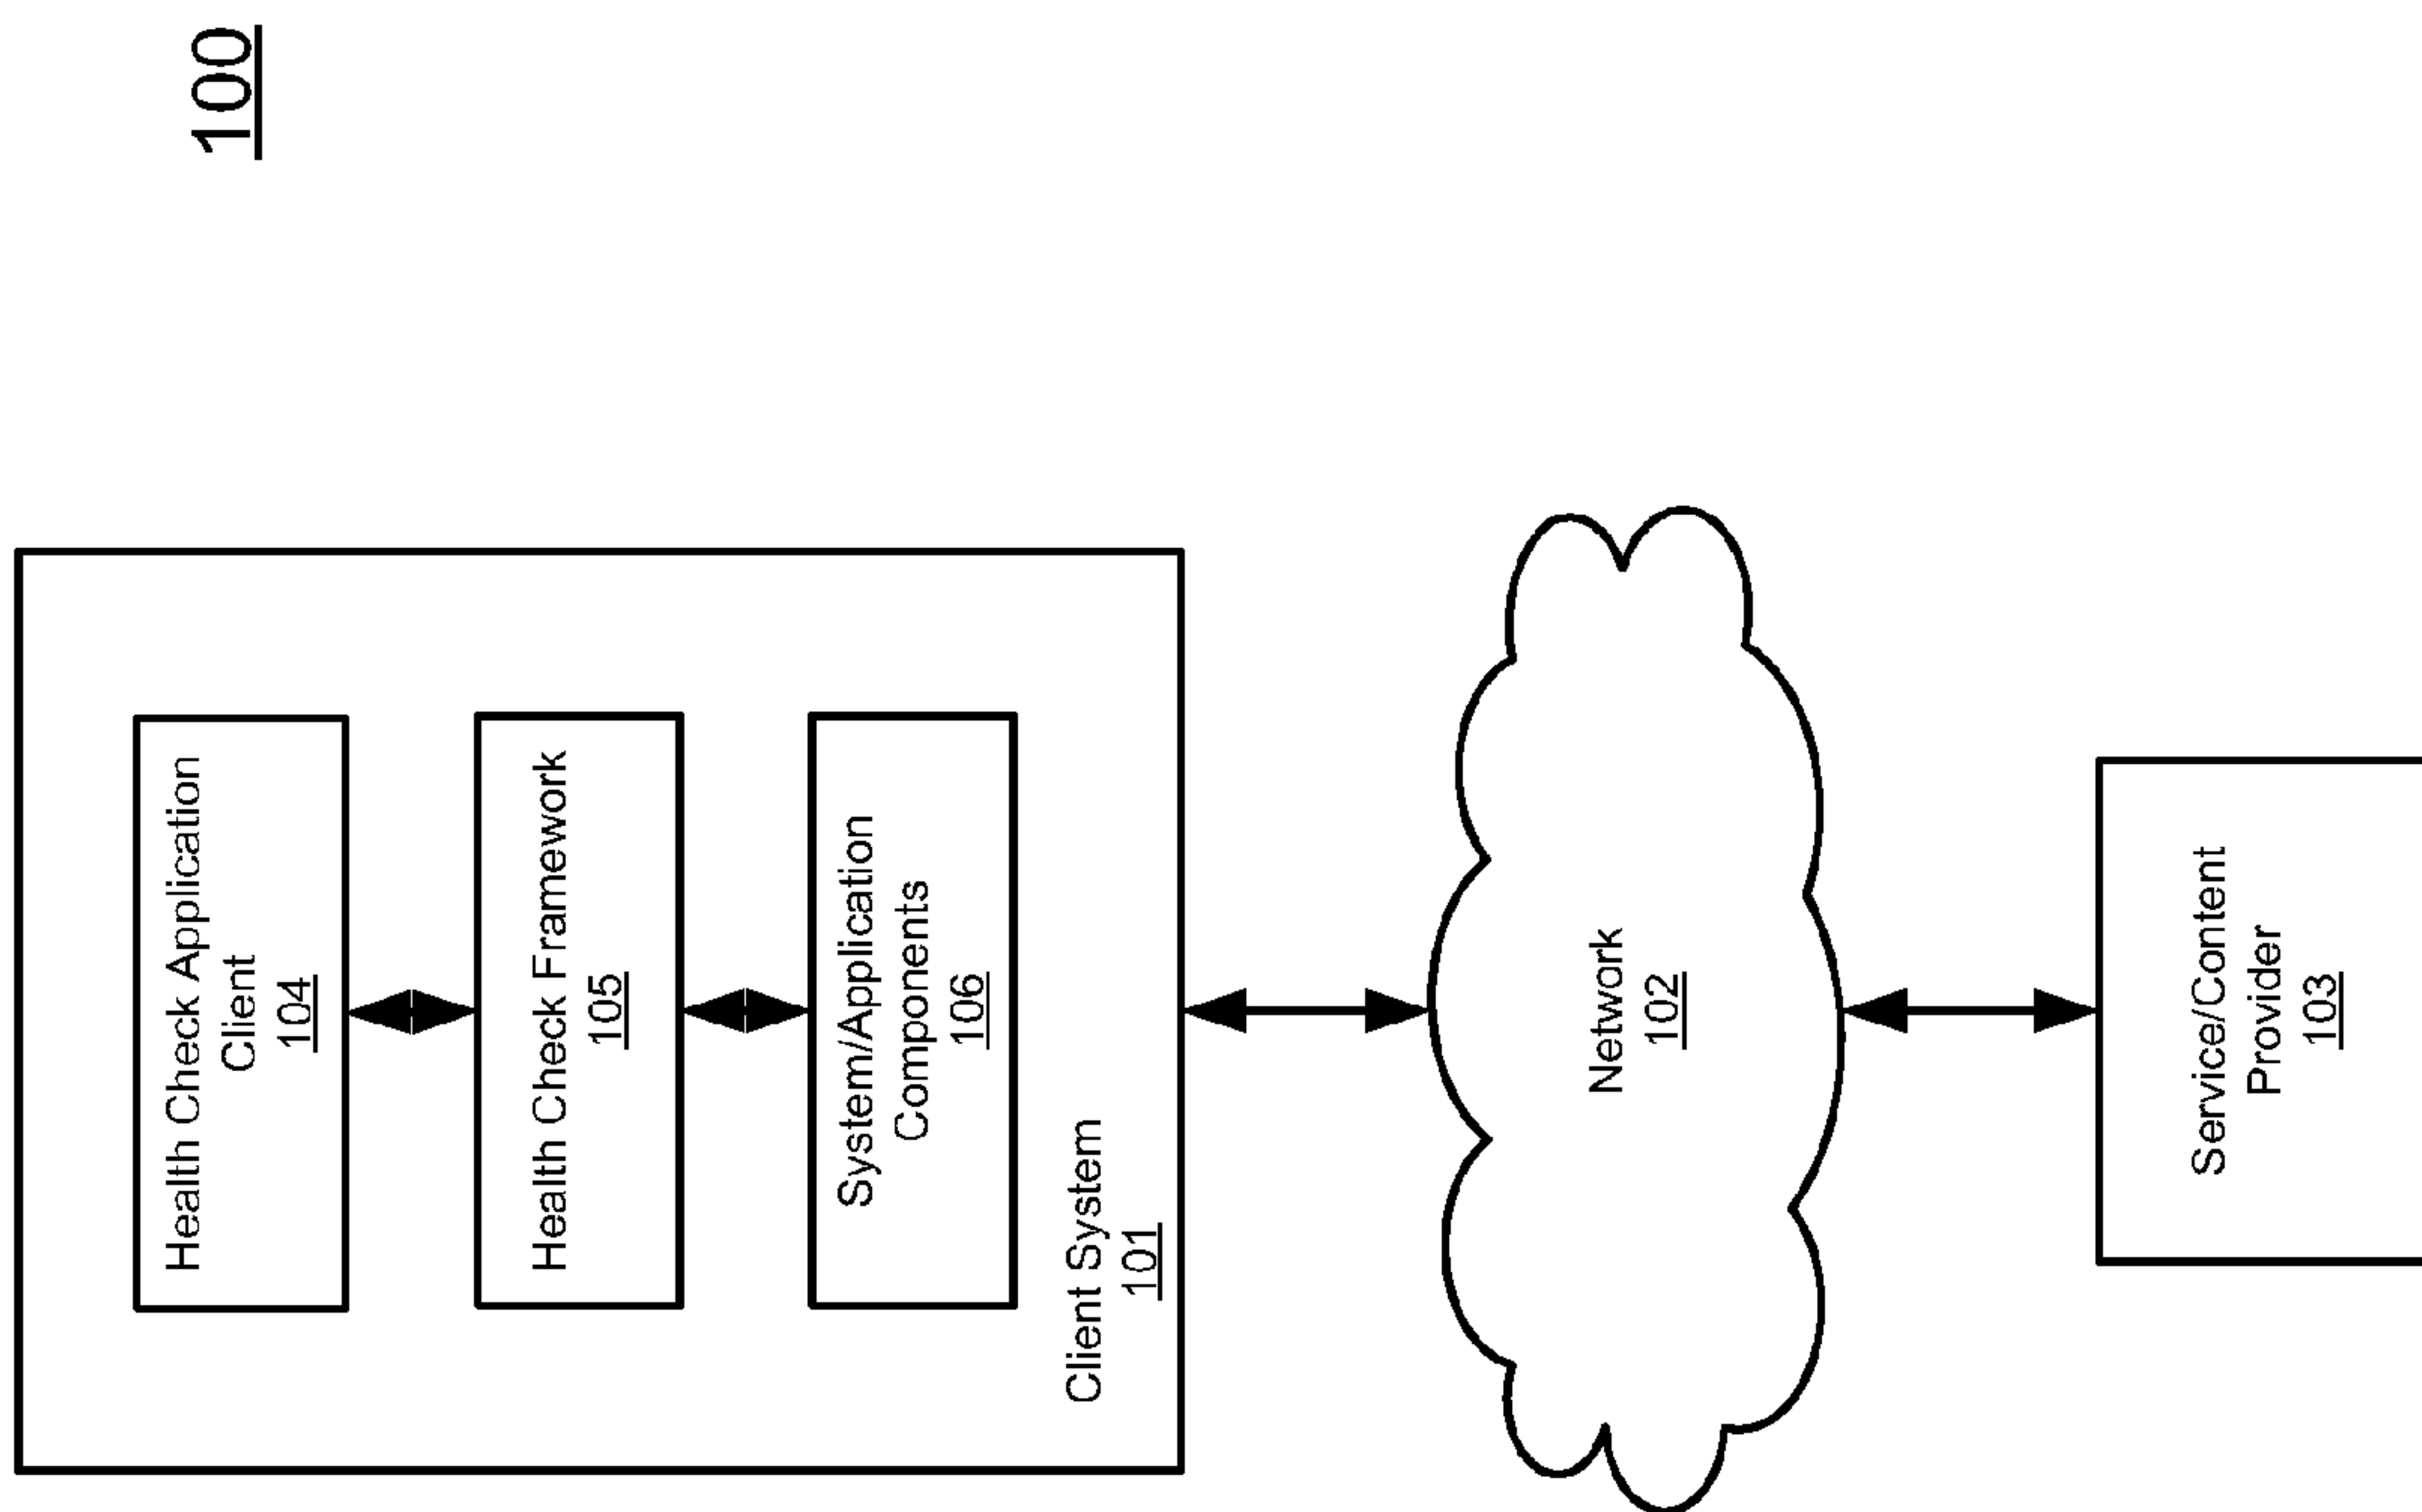 100
Health Check Application
Client
104
Health Check Framework
105
System/Application
Components
106
Client System
101
Network
102
Service/Content
Provider
103